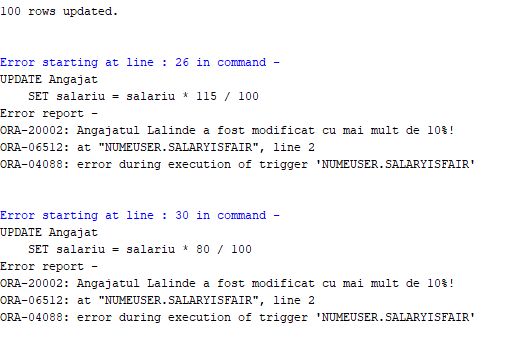 100 rows updated.
Error starting at line : 26 in command -
UPDATE Angajat
SET salariu = salariu * 115 / 100
Error report -
ORA-20002: Angajatul Lalinde a fost modificat cu mai mult de 10%!
ORA-06512: at "NUMEUSER.SALARYISFAIR", line 2
ORA-04088: error during execution of trigger 'NUMEUSER.SALARYISFAIR'
Error starting at line : 30 in command -
UPDATE Angajat
SET salariu = salariu * 80 / 100
Error report -
ORA-20002: Angajatul Lalinde a fost modificat cu mai mult de 10%!
ORA-06512: at "NUMEUSER.SALARYISFAIR", line 2
ORA-04088: error during execution of trigger 'NUMEUSER.SALARYISFAIR'